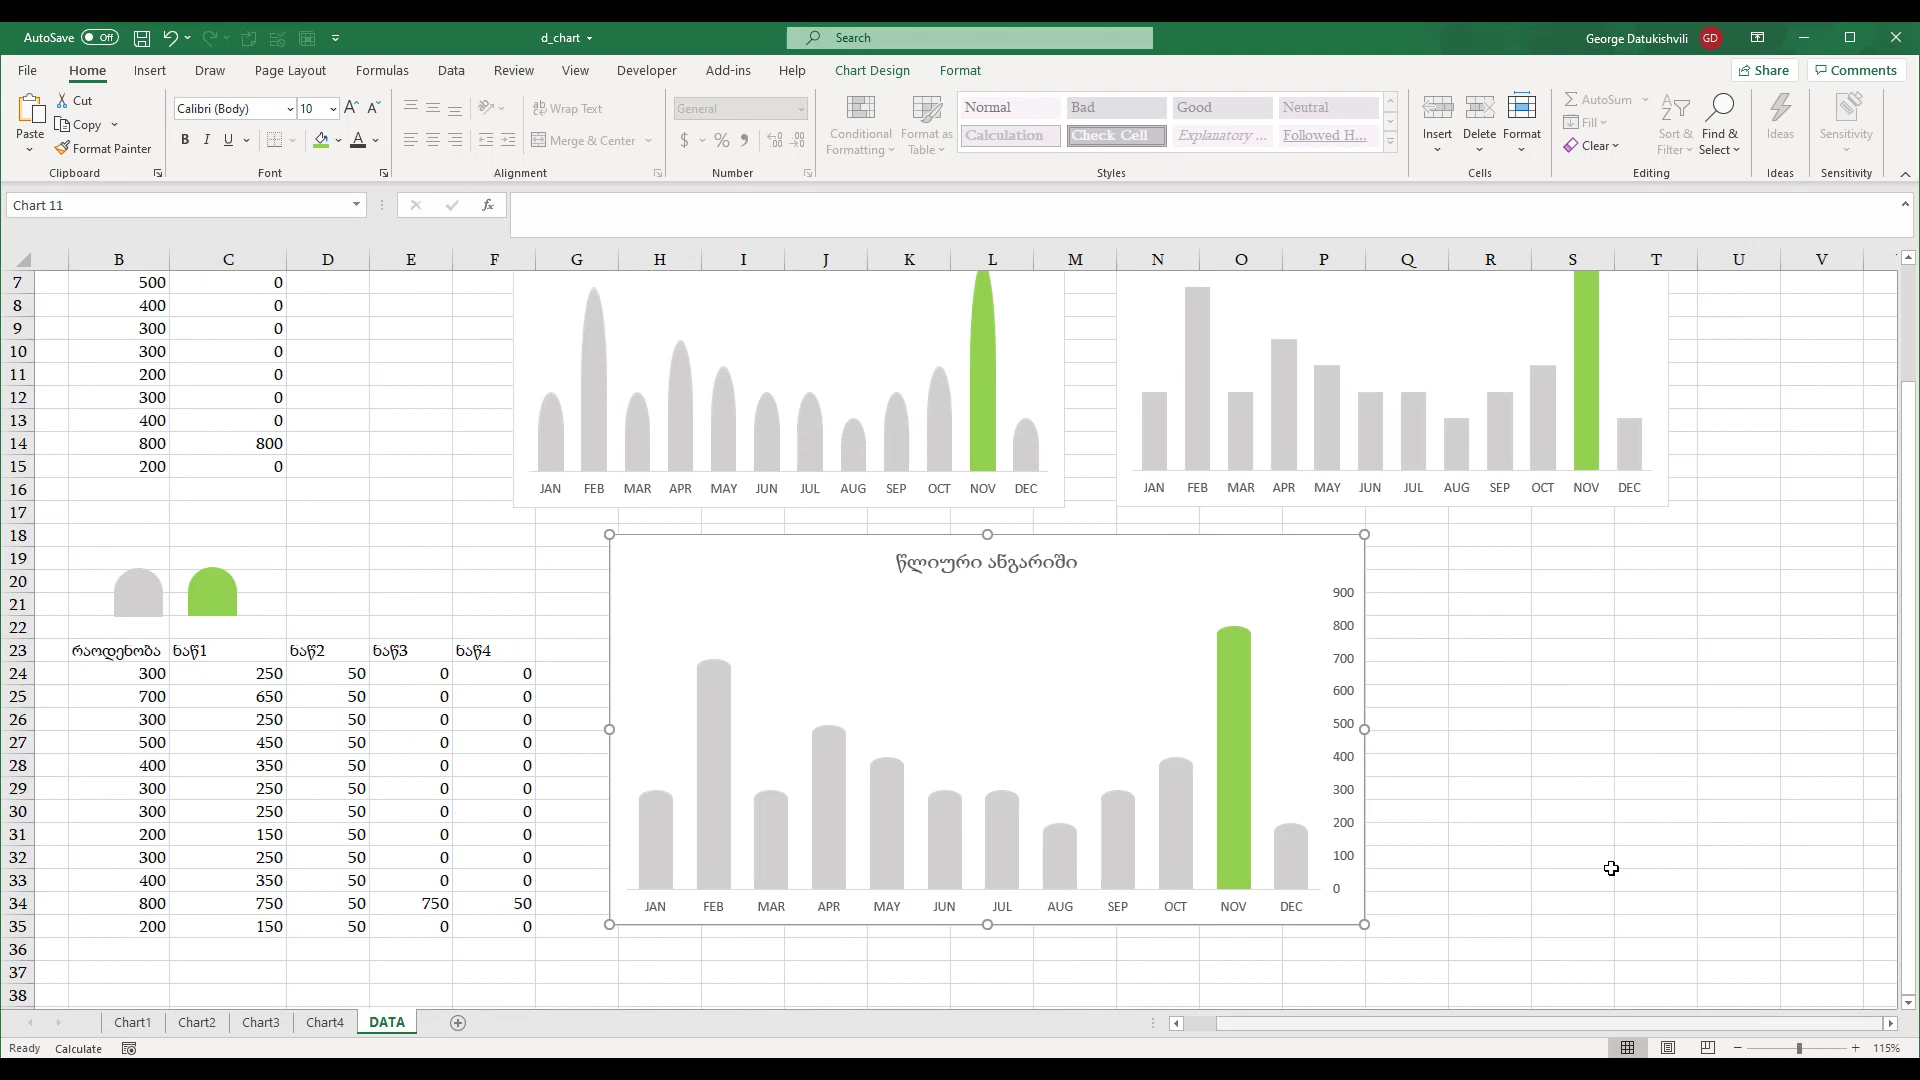 AutoSave Off d_chart Search George Datukishvili GD
File Home Insert Draw Page Layout Formulas Data Review View Developer Add-ins Help Chart Design Format Share Comments
Paste Cut Copy Format Painter Clipboard
Calibri (Body) 10 B I U A Font
Wrap Text Merge & Center Alignment
General $ % Number
Conditional Formatting Format as Table Normal Bad Good Neutral Calculation Check Cell Explanatory ... Followed H... Styles
Insert Delete Format Cells
AutoSum Fill Clear Sort & Filter Find & Select Editing
Ideas Ideas
Sensitivity Sensitivity
Chart 11 fx
B C D E F G H I J K L M N O P Q R S T U V
7 500 0
8 400 0
9 300 0
10 300 0
11 200 0
12 300 0
13 400 0
14 800 800
15 200 0
16
17
18
19
20
21
22
23 რაოდენობა ნაწ1 ნაწ2 ნაწ3 ნაწ4
24 300 250 50 0 0
25 700 650 50 0 0
26 300 250 50 0 0
27 500 450 50 0 0
28 400 350 50 0 0
29 300 250 50 0 0
30 300 250 50 0 0
31 200 150 50 0 0
32 300 250 50 0 0
33 400 350 50 0 0
34 800 750 50 750 50
35 200 150 50 0 0
36
37
38
JAN FEB MAR APR MAY JUN JUL AUG SEP OCT NOV DEC
JAN FEB MAR APR MAY JUN JUL AUG SEP OCT NOV DEC
წლიური ანგარიში
900
800
700
600
500
400
300
200
100
0
JAN FEB MAR APR MAY JUN JUL AUG SEP OCT NOV DEC
Chart1 Chart2 Chart3 Chart4 DATA
Ready Calculate 115%